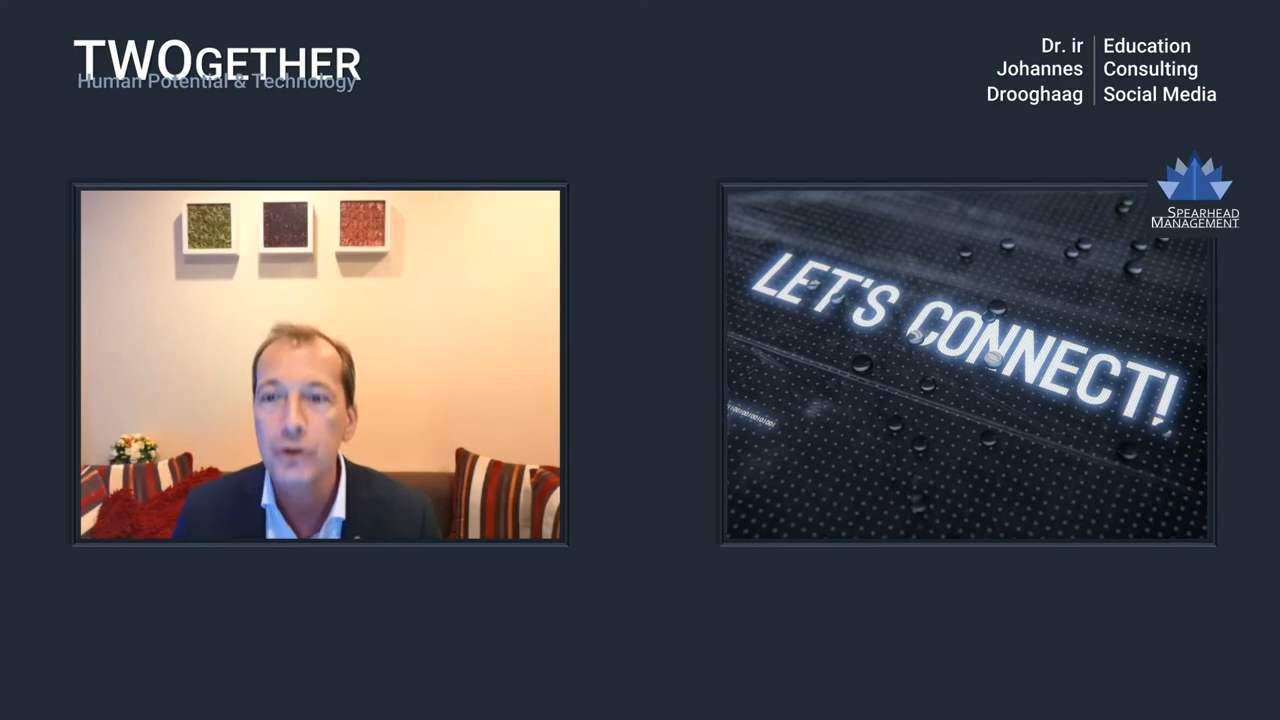 TWOGETHER
Human Potential & Technology
Dr. ir
Johannes
Drooghaag
Education
Consulting
Social Media
SPEARHEAD
MANAGEMENT
LET'S CONNECT!